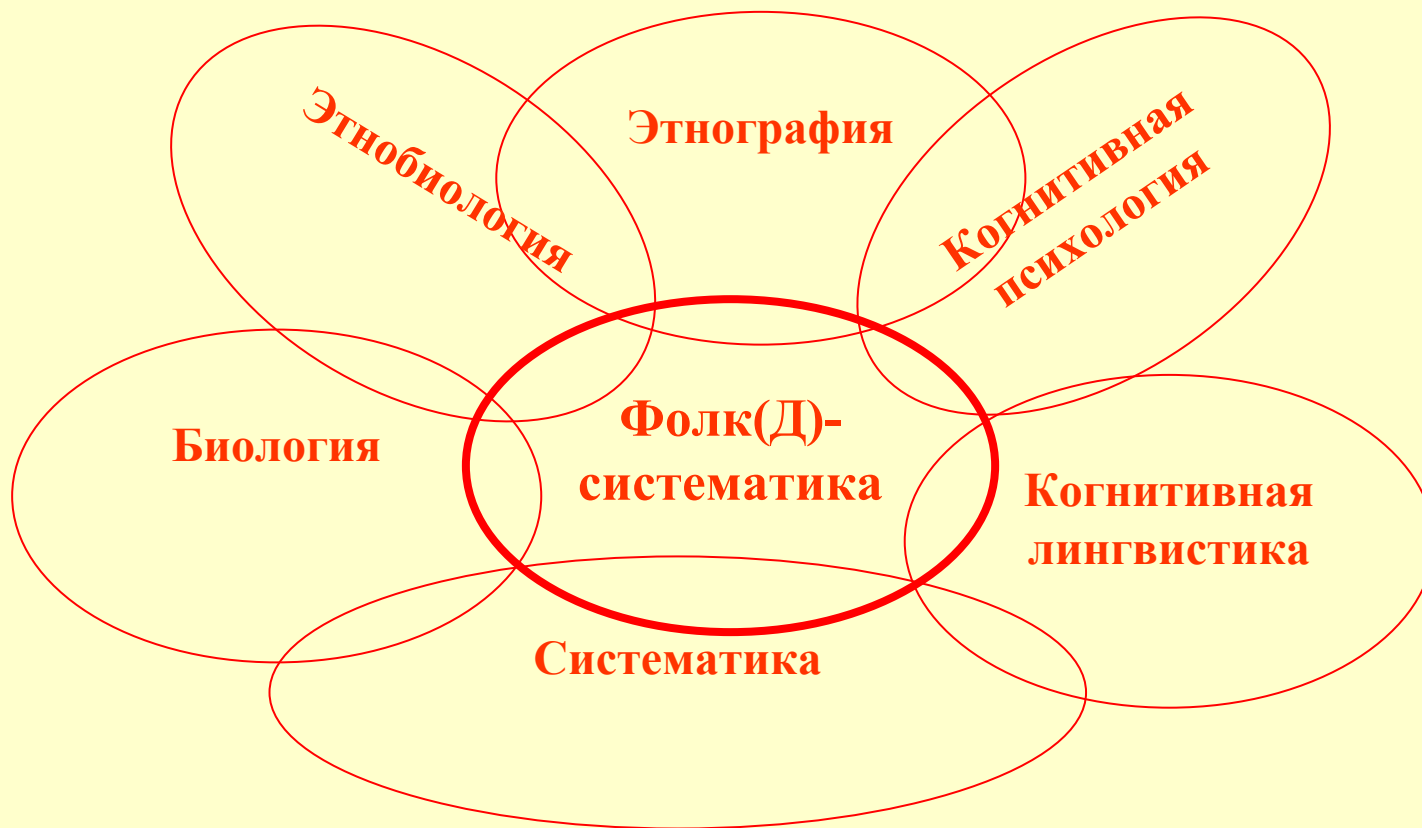 Этнобиология
Этнография
Когнитивная
психология
Биология
Фолк(Д)-
систематика
Когнитивная
лингвистика
Систематика